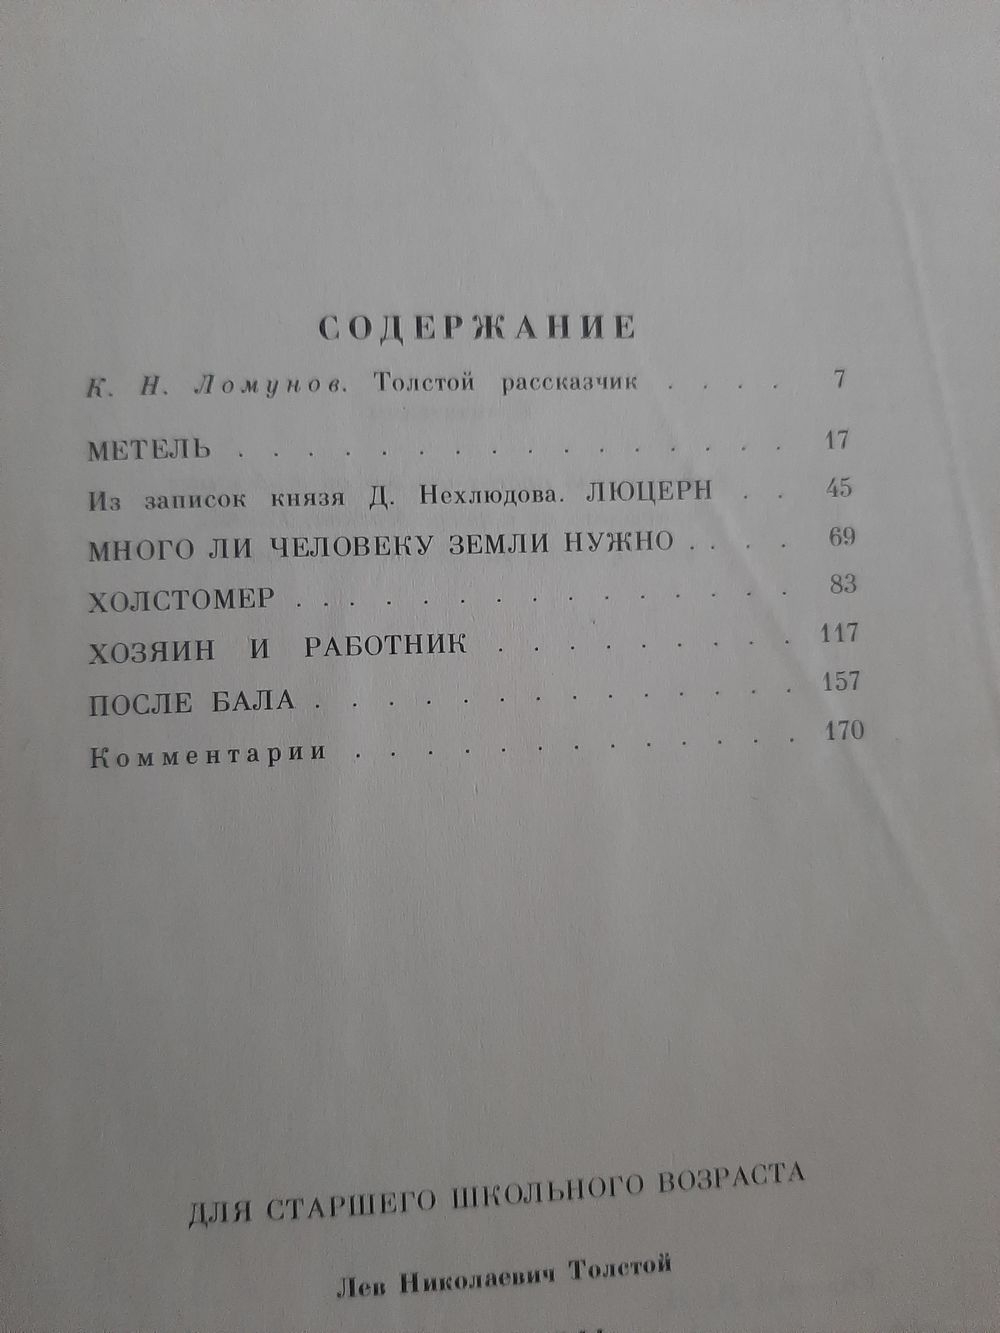 СОДЕРЖАНИЕ
К. Н. Ломунов. Толстой рассказчик . . . . 7
МЕТЕЛЬ . . . . . . . . . . . . . . . . 17
Из записок князя Д. Нехлюдова. ЛЮЦЕРН . . 45
МНОГО ЛИ ЧЕЛОВЕКУ ЗЕМЛИ НУЖНО . . . . 69
ХОЛСТОМЕР . . . . . . . . . . . . . . 83
ХОЗЯИН И РАБОТНИК . . . . . . . . . 117
ПОСЛЕ БАЛА . . . . . . . . . . . . . . 157
Комментарии . . . . . . . . . . . . . 170
ДЛЯ СТАРШЕГО ШКОЛЬНОГО ВОЗРАСТА
Лев Николаевич Толстой